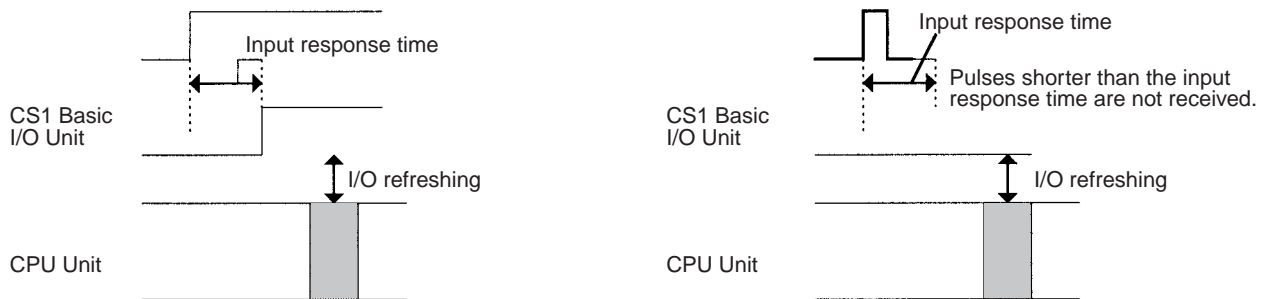 Input response time
CS1 Basic
I/O Unit
I/O refreshing
CPU Unit
Input response time
Pulses shorter than the input
response time are not received.
CS1 Basic
I/O Unit
I/O refreshing
CPU Unit